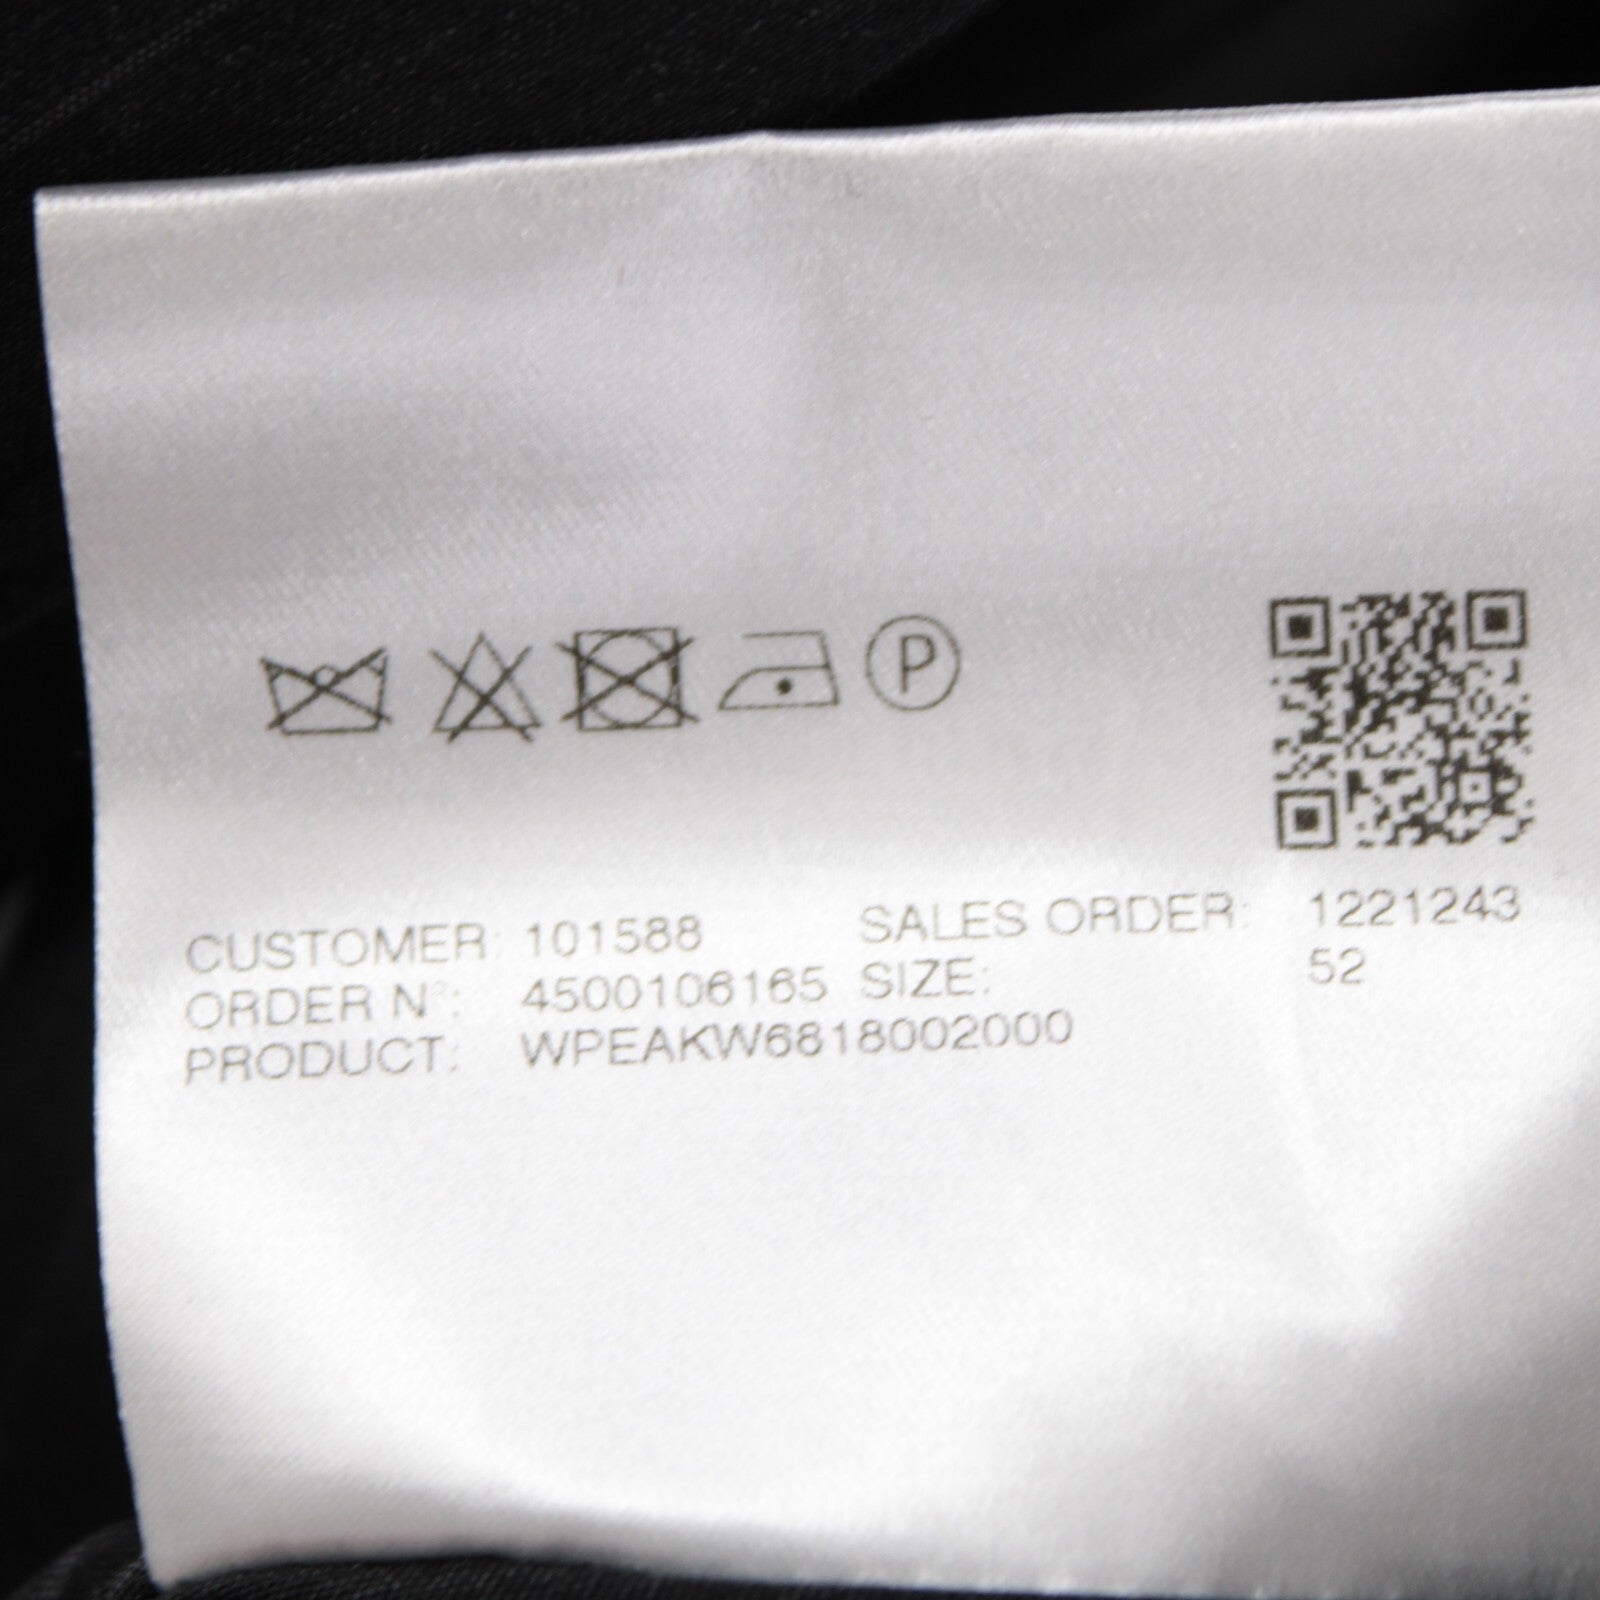 P
CUSTOMER: 101588 SALES ORDER: 1221243
ORDER N°: 4500106165 SIZE: 52
PRODUCT: WPEAKW6818002000